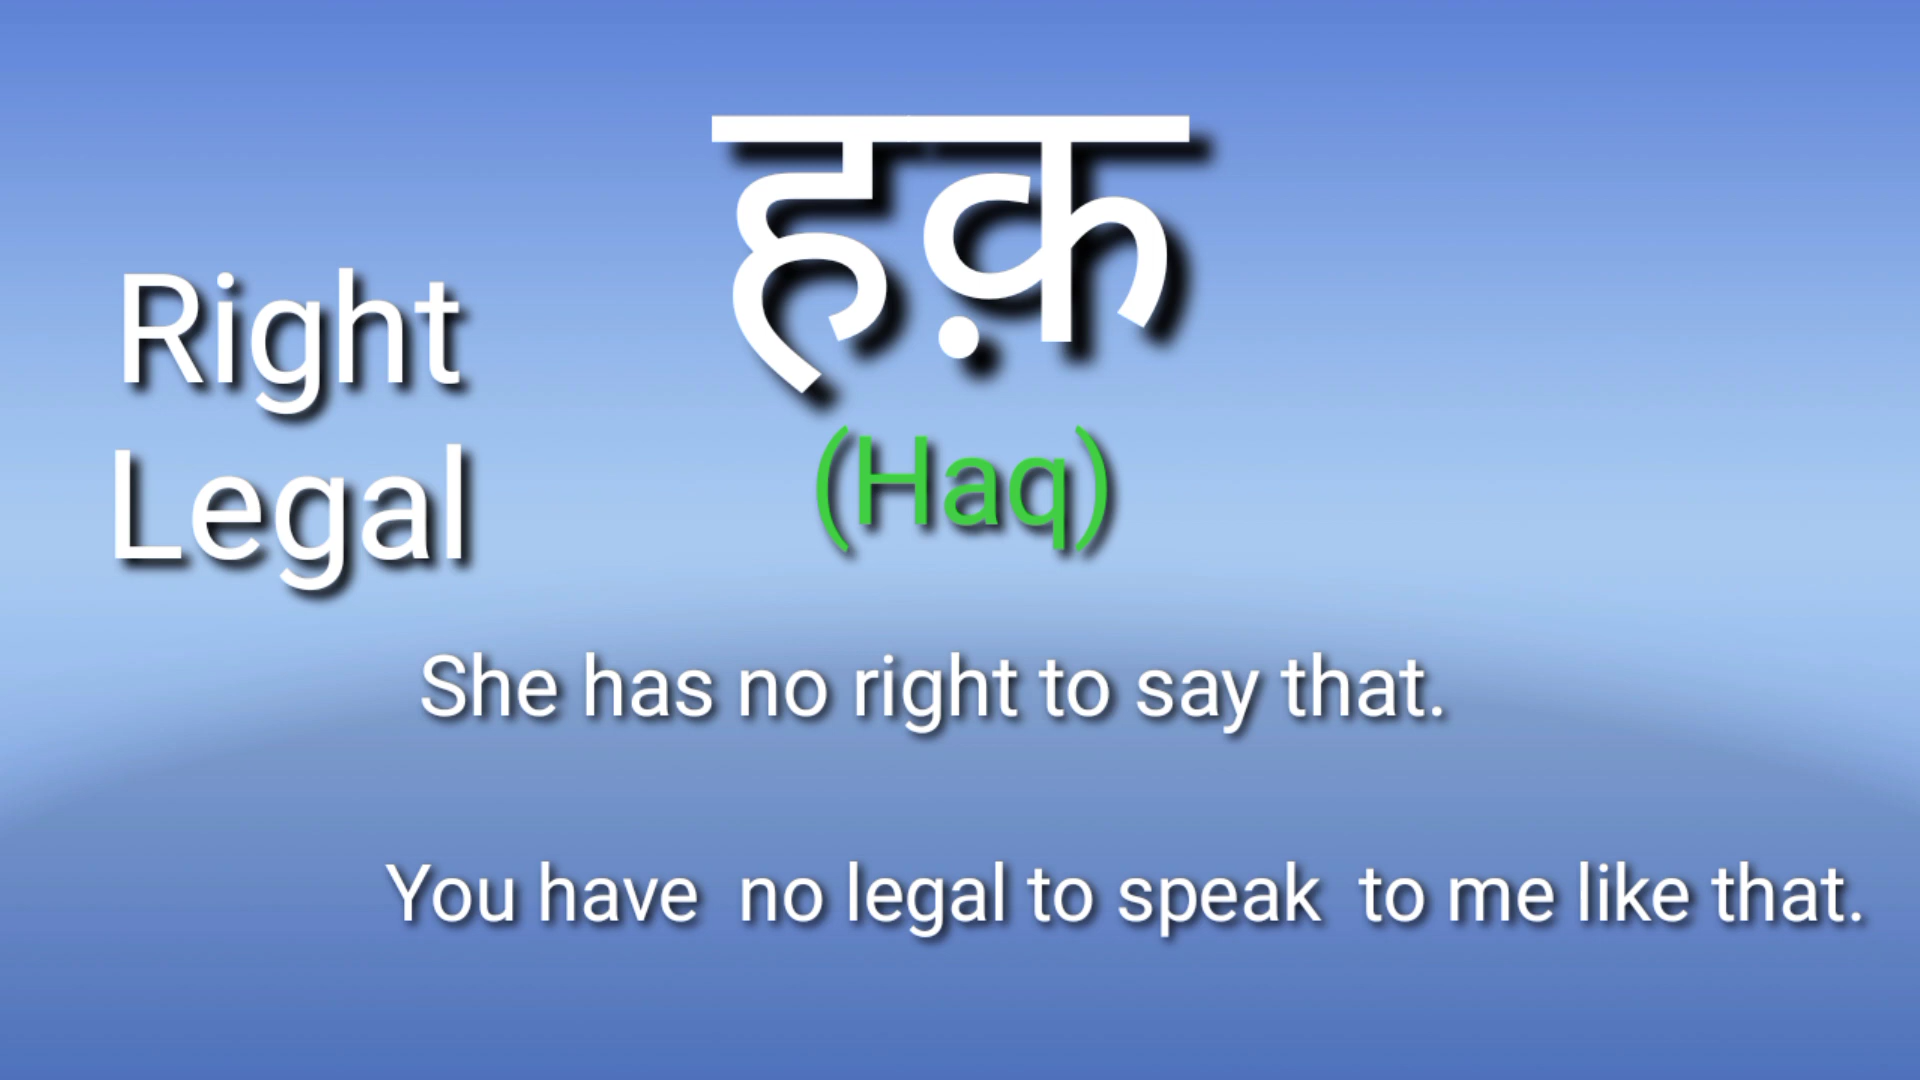 हक़
(Haq)
Right
Legal
She has no right to say that.
You have  no legal to speak  to me like that.